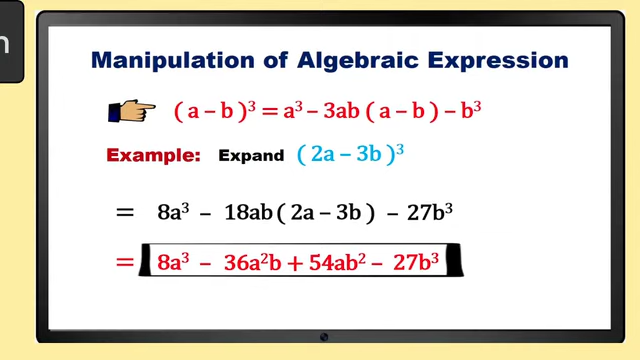 n
Manipulation of Algebraic Expression
( a – b )³ = a³ – 3ab ( a – b ) – b³
Example: Expand ( 2a – 3b )³
= 8a³ – 18ab ( 2a – 3b ) – 27b³
= 8a³ – 36a²b + 54ab² – 27b³